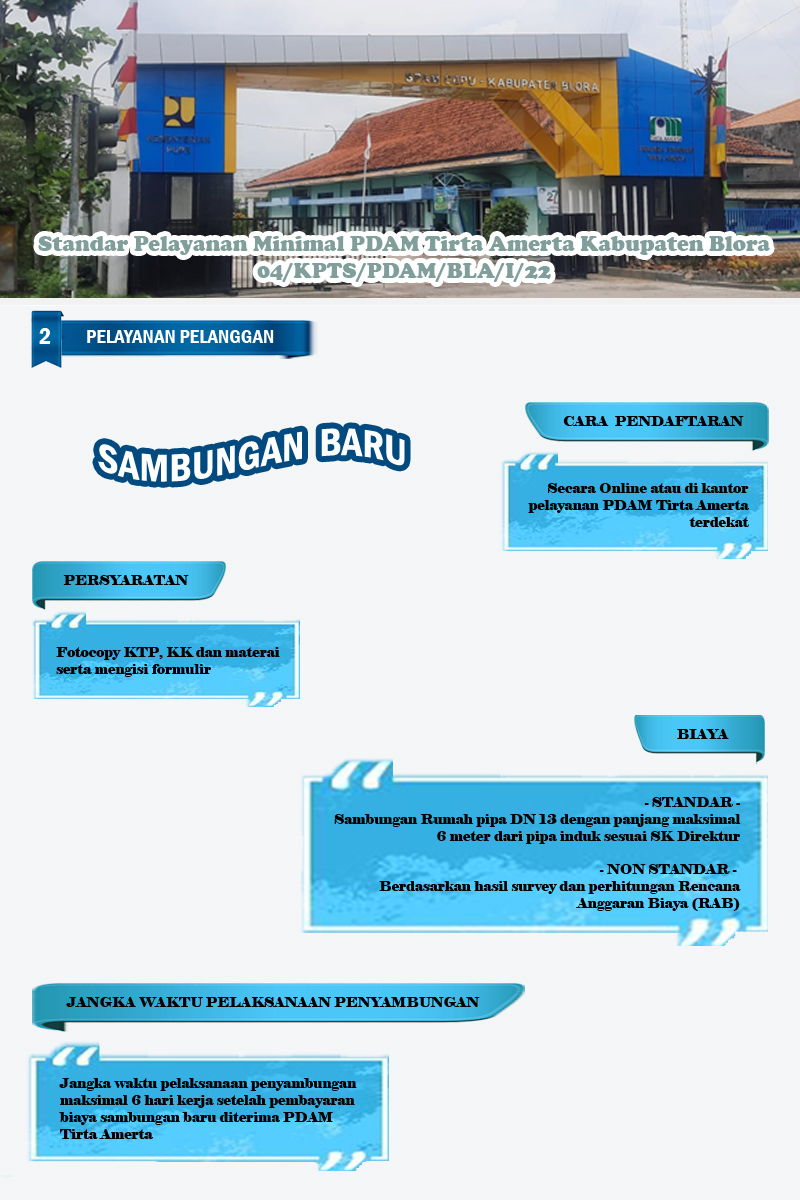 SPAM IKPU - KABUPATEN BLORA
KEMENTERIAN
PUPR
TIRTA AMERTA
Standar Pelayanan Minimal PDAM Tirta Amerta Kabupaten Blora
04/KPTS/PDAM/BLA/I/22
2 PELAYANAN PELANGGAN
SAMBUNGAN BARU
CARA PENDAFTARAN
Secara Online atau di kantor
pelayanan PDAM Tirta Amerta
terdekat
PERSYARATAN
Fotocopy KTP, KK dan materai
serta mengisi formulir
BIAYA
- STANDAR -
Sambungan Rumah pipa DN 13 dengan panjang maksimal
6 meter dari pipa induk sesuai SK Direktur
- NON STANDAR -
Berdasarkan hasil survey dan perhitungan Rencana
Anggaran Biaya (RAB)
JANGKA WAKTU PELAKSANAAN PENYAMBUNGAN
Jangka waktu pelaksanaan penyambungan
maksimal 6 hari kerja setelah pembayaran
biaya sambungan baru diterima PDAM
Tirta Amerta